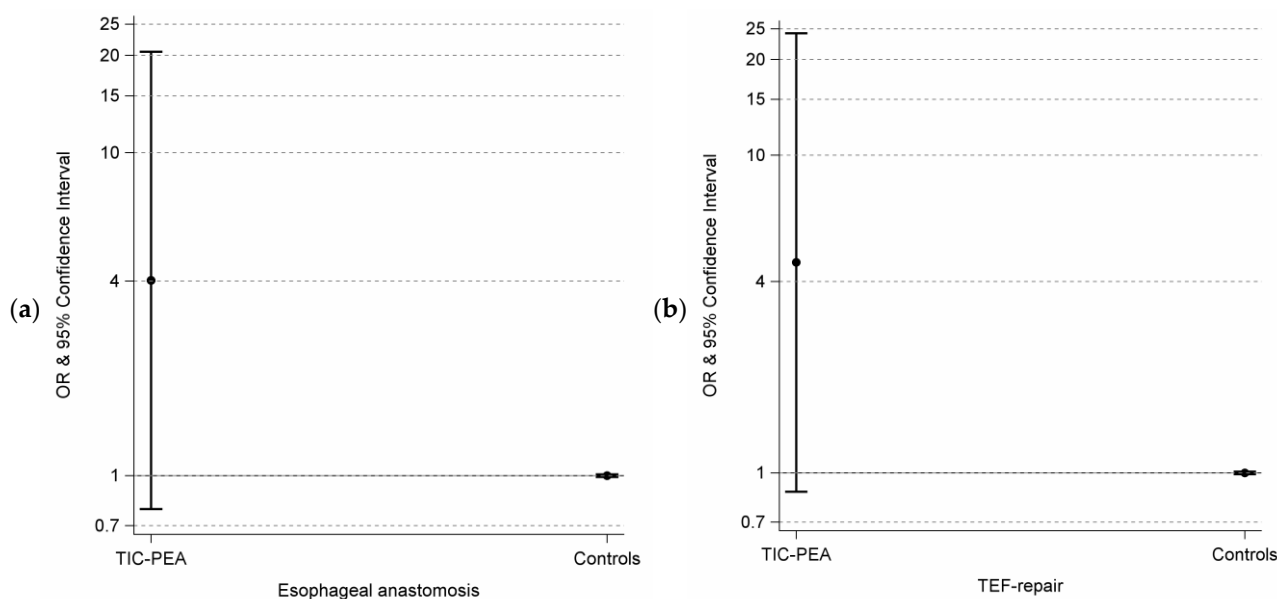 (a)
OR & 95% Confidence Interval
25
20
15
10
4
1
0.7
TIC-PEA
Controls
Esophageal anastomosis
(b)
OR & 95% Confidence Interval
25
20
15
10
4
1
0.7
TIC-PEA
Controls
TEF-repair